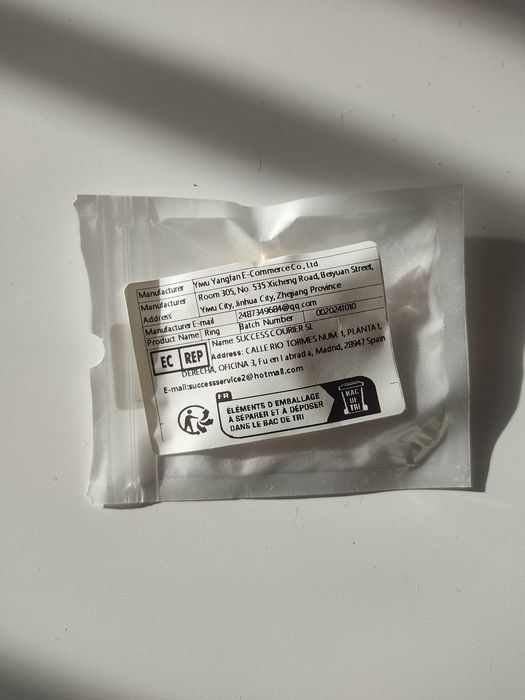 Manufacturer Yiwu Yangfan E-Commerce Co., Ltd
Manufacturer Address Room 305, No. 535 Xicheng Road, Beiyuan Street,
Yiwu City, Jinhua City, Zhejiang Province
Manufacturer E-mail 2487349684@qq.com
Product Name Ring Batch Number 0020241010
EC REP
Name: SUCCESS COURIER SL
Address: CALLE RIO TORMES NUM. 1, PLANTA 1,
DERECHA, OFICINA 3, Fuenlabrada, Madrid, 28947 Spain
E-mail:successservice2@hotmail.com
FR
ÉLÉMENTS D'EMBALLAGE
À SÉPARER ET À DÉPOSER
DANS LE BAC DE TRI
BAC
DE
TRI